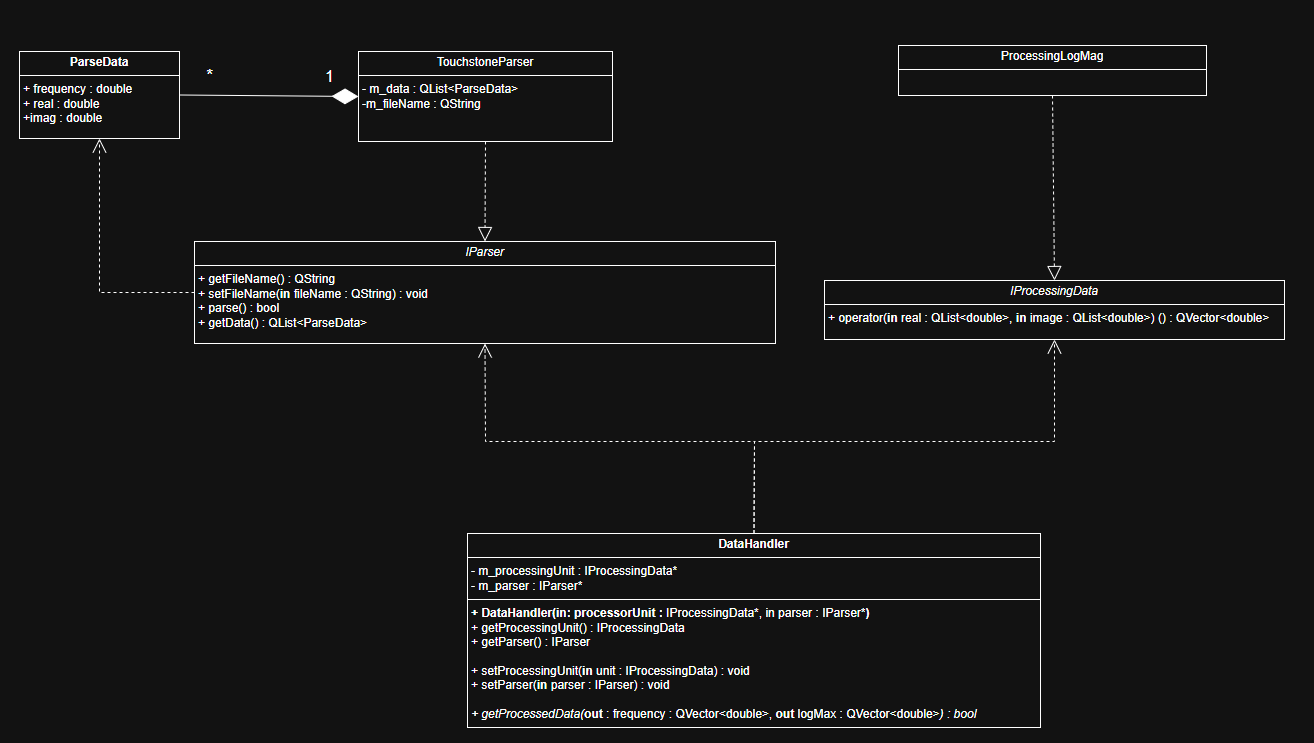 ParseData
+ frequency : double
+ real : double
+imag : double
*
1
TouchstoneParser
- m_data : QList<ParseData>
-m_fileName : QString
ProcessingLogMag
IParser
+ getFileName() : QString
+ setFileName(in fileName : QString) : void
+ parse() : bool
+ getData() : QList<ParseData>
IProcessingData
+ operator(in real : QList<double>, in image : QList<double>) () : QVector<double>
DataHandler
- m_processingUnit : IProcessingData*
- m_parser : IParser*
+ DataHandler(in: processorUnit : IProcessingData*, in parser : IParser*)
+ getProcessingUnit() : IProcessingData
+ getParser() : IParser
+ setProcessingUnit(in unit : IProcessingData) : void
+ setParser(in parser : IParser) : void
+ getProcessedData(out : frequency : QVector<double>, out logMax : QVector<double>) : bool